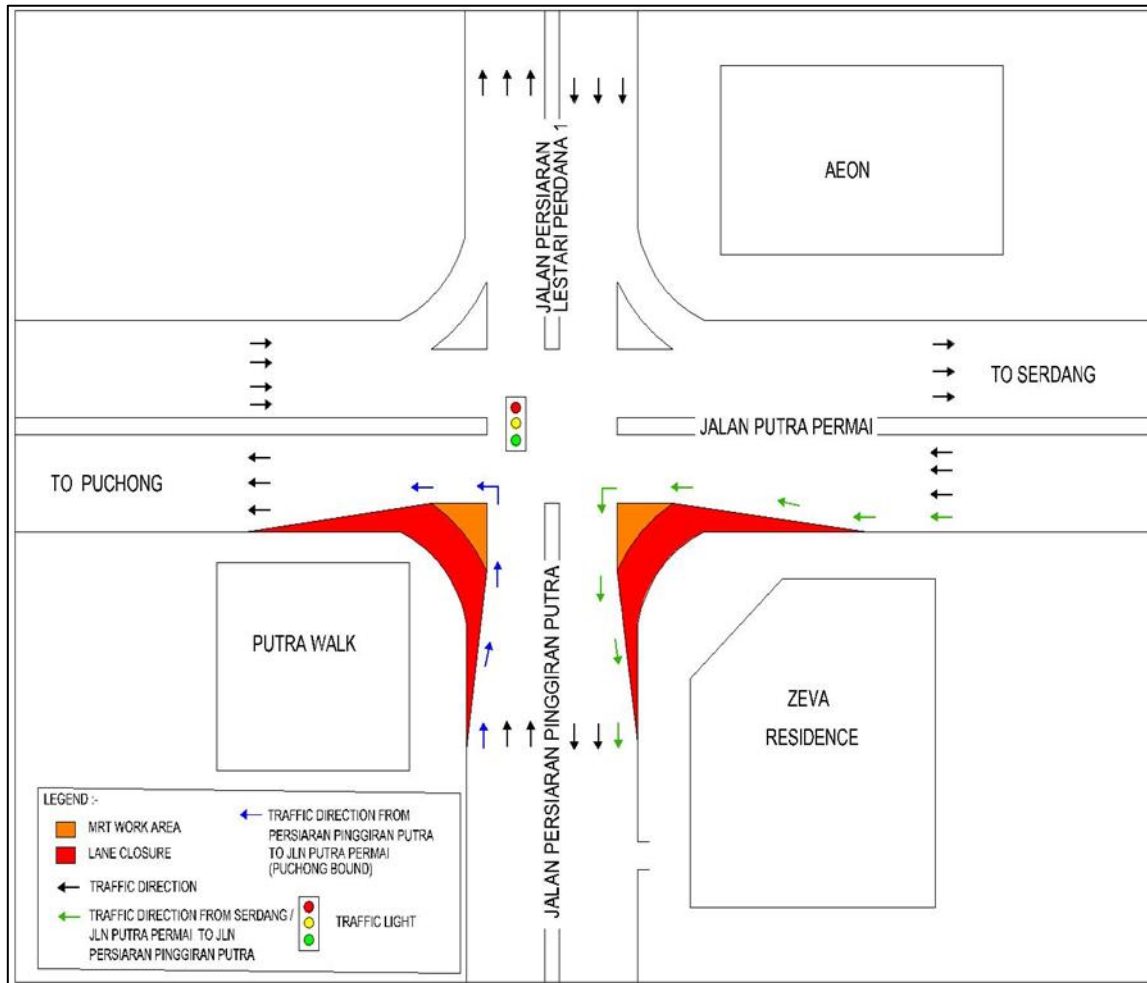 JALAN PERSIARAN
LESTARI PERDANA 1
AEON
TO SERDANG
JALAN PUTRA PERMAI
TO PUCHONG
JALAN PERSIARAN PINGGIRAN PUTRA
PUTRA WALK
ZEVA
RESIDENCE
LEGEND :-
MRT WORK AREA
LANE CLOSURE
TRAFFIC DIRECTION
TRAFFIC DIRECTION FROM SERDANG /
JLN PUTRA PERMAI TO JLN
PERSIARAN PINGGIRAN PUTRA
TRAFFIC DIRECTION FROM
PERSIARAN PINGGIRAN PUTRA
TO JLN PUTRA PERMAI
(PUCHONG BOUND)
TRAFFIC LIGHT